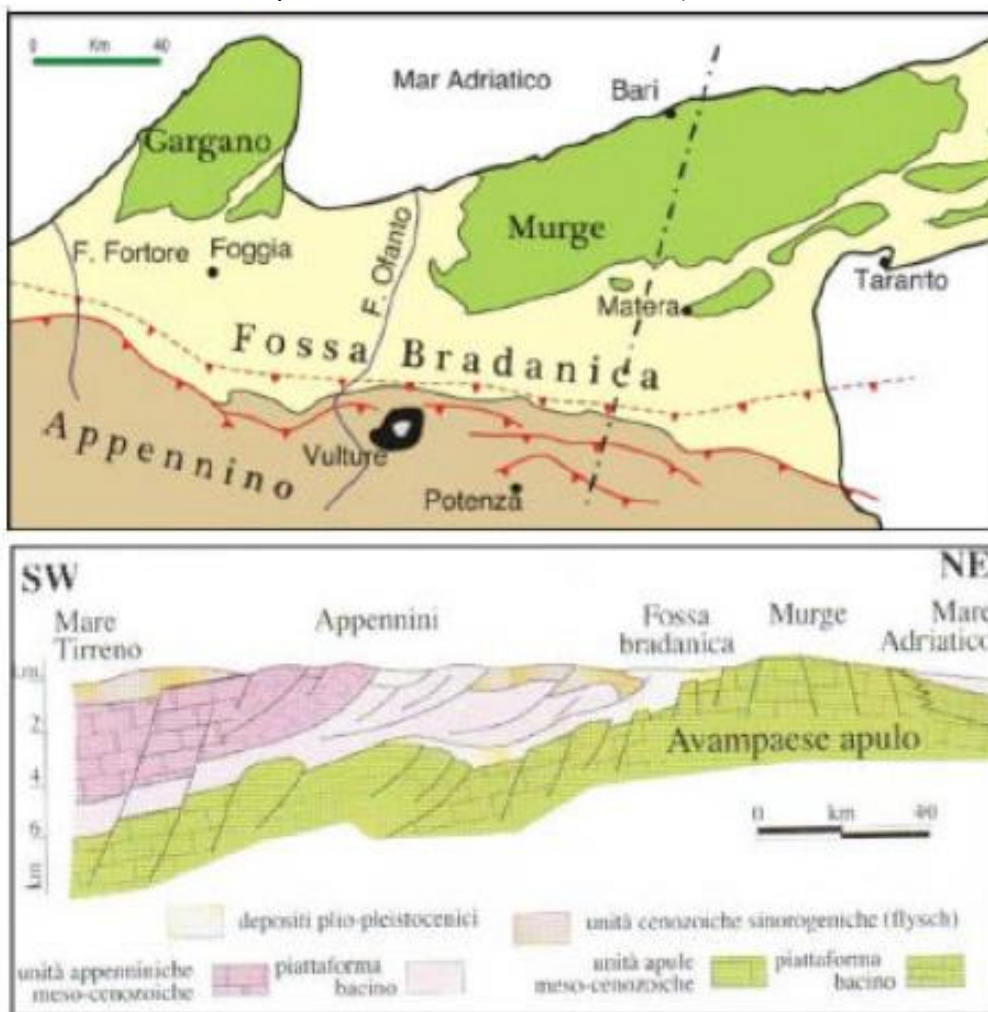 0 Km 40
Mar Adriatico
Bari
Gargano
Murge
F. Fortore
Foggia
F. Ofanto
Matera
Taranto
Fossa Bradanica
Appennino
Vulture
Potenza
SW
NE
Mare
Tirreno
Appennini
Fossa
bradanica
Murge
Mare
Adriatico
km
2
4
6
km
Avampaese apulo
0 km 40
depositi plio-pleistocenici
unità cenozoiche sinorogeniche (flysch)
unità appenniniche
meso-cenozoiche
piattaforma
bacino
unità apule
meso-cenozoiche
piattaforma
bacino